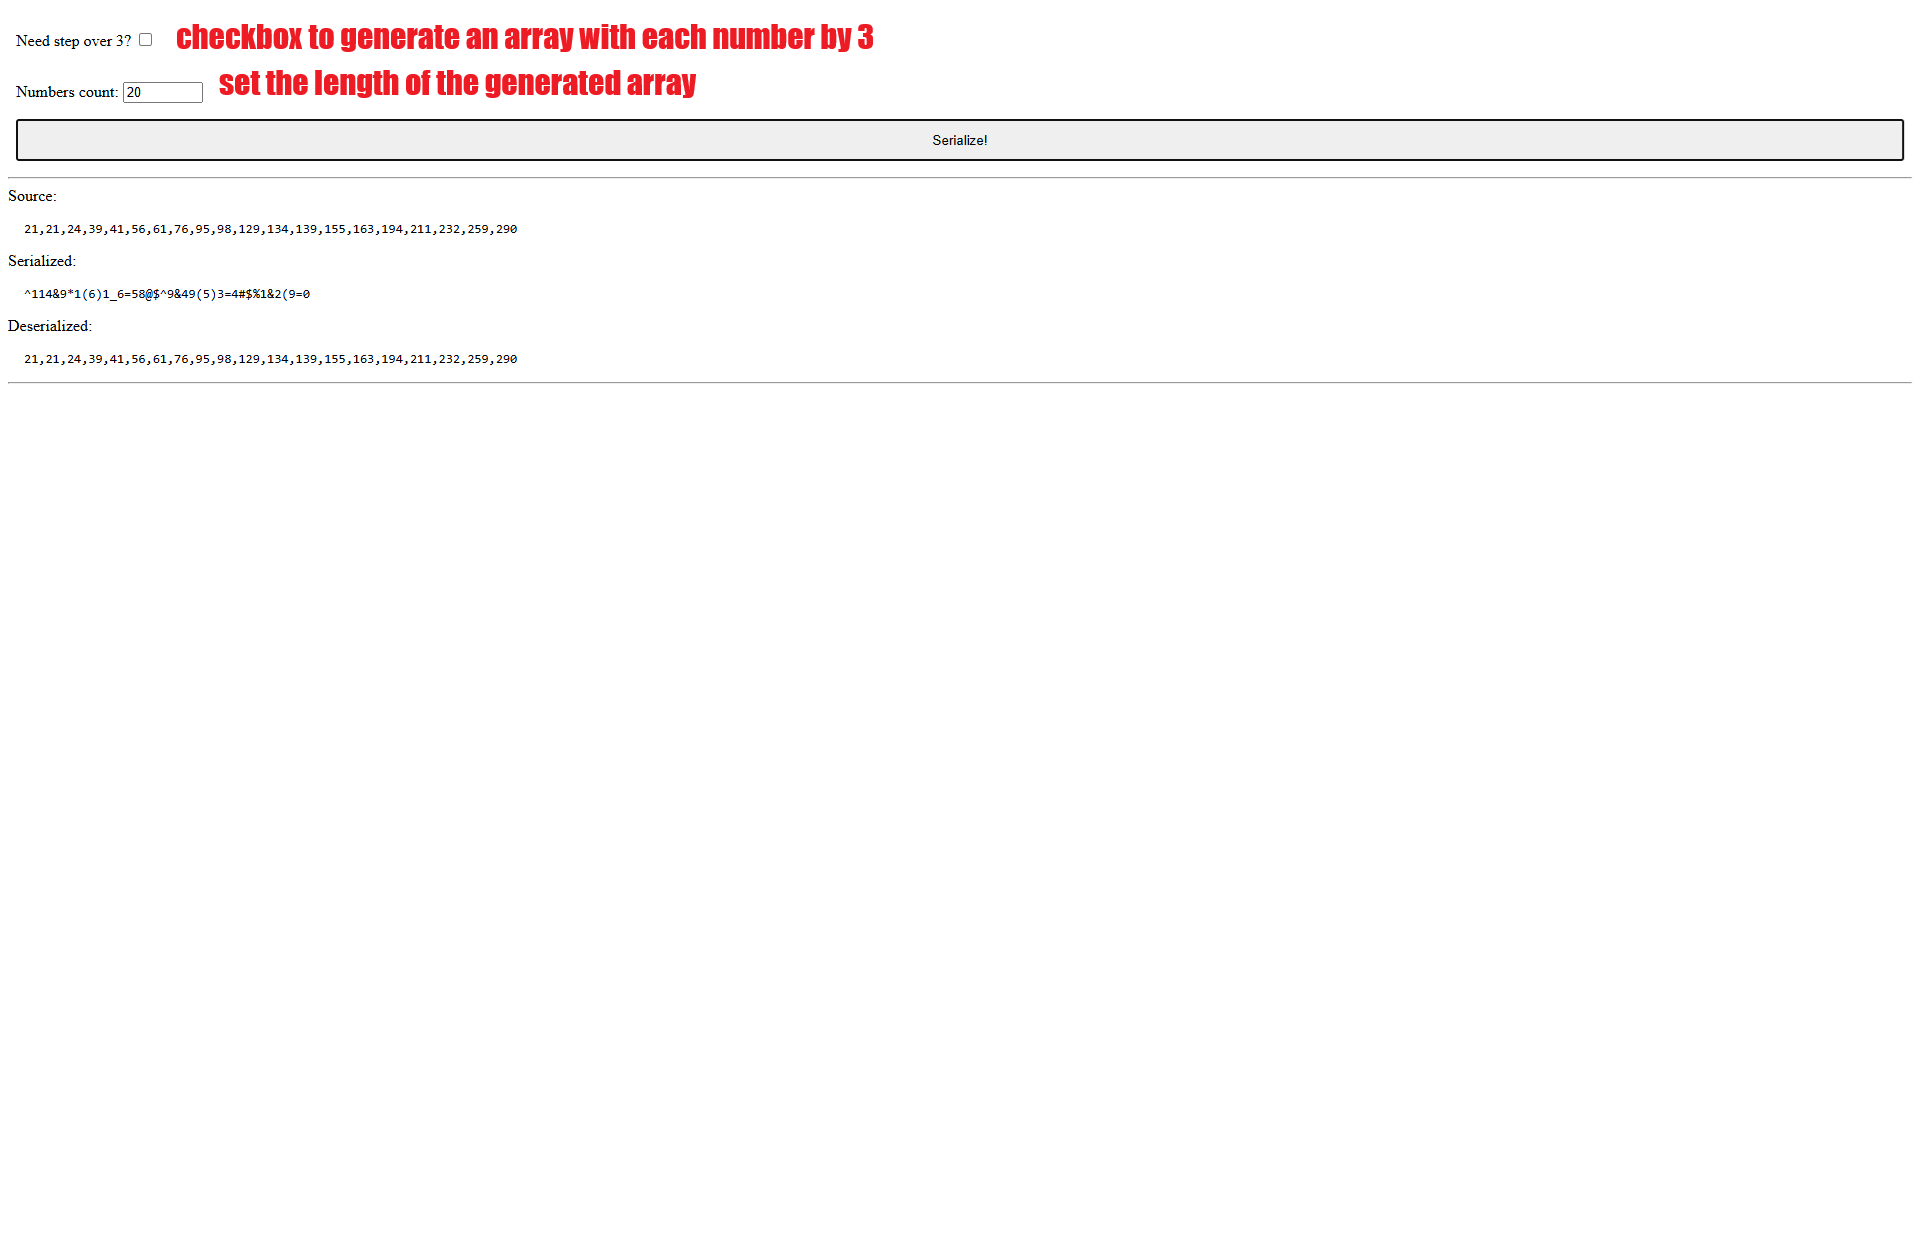 Need step over 3? checkbox to generate an array with each number by 3
Numbers count: 20 set the length of the generated array
Serialize!
Source:
21,21,24,39,41,56,61,76,95,98,129,134,139,155,163,194,211,232,259,290
Serialized:
^114&9*1(6)1_6=58@$^9&49(5)3=4#$%1&2(9=0
Deserialized:
21,21,24,39,41,56,61,76,95,98,129,134,139,155,163,194,211,232,259,290